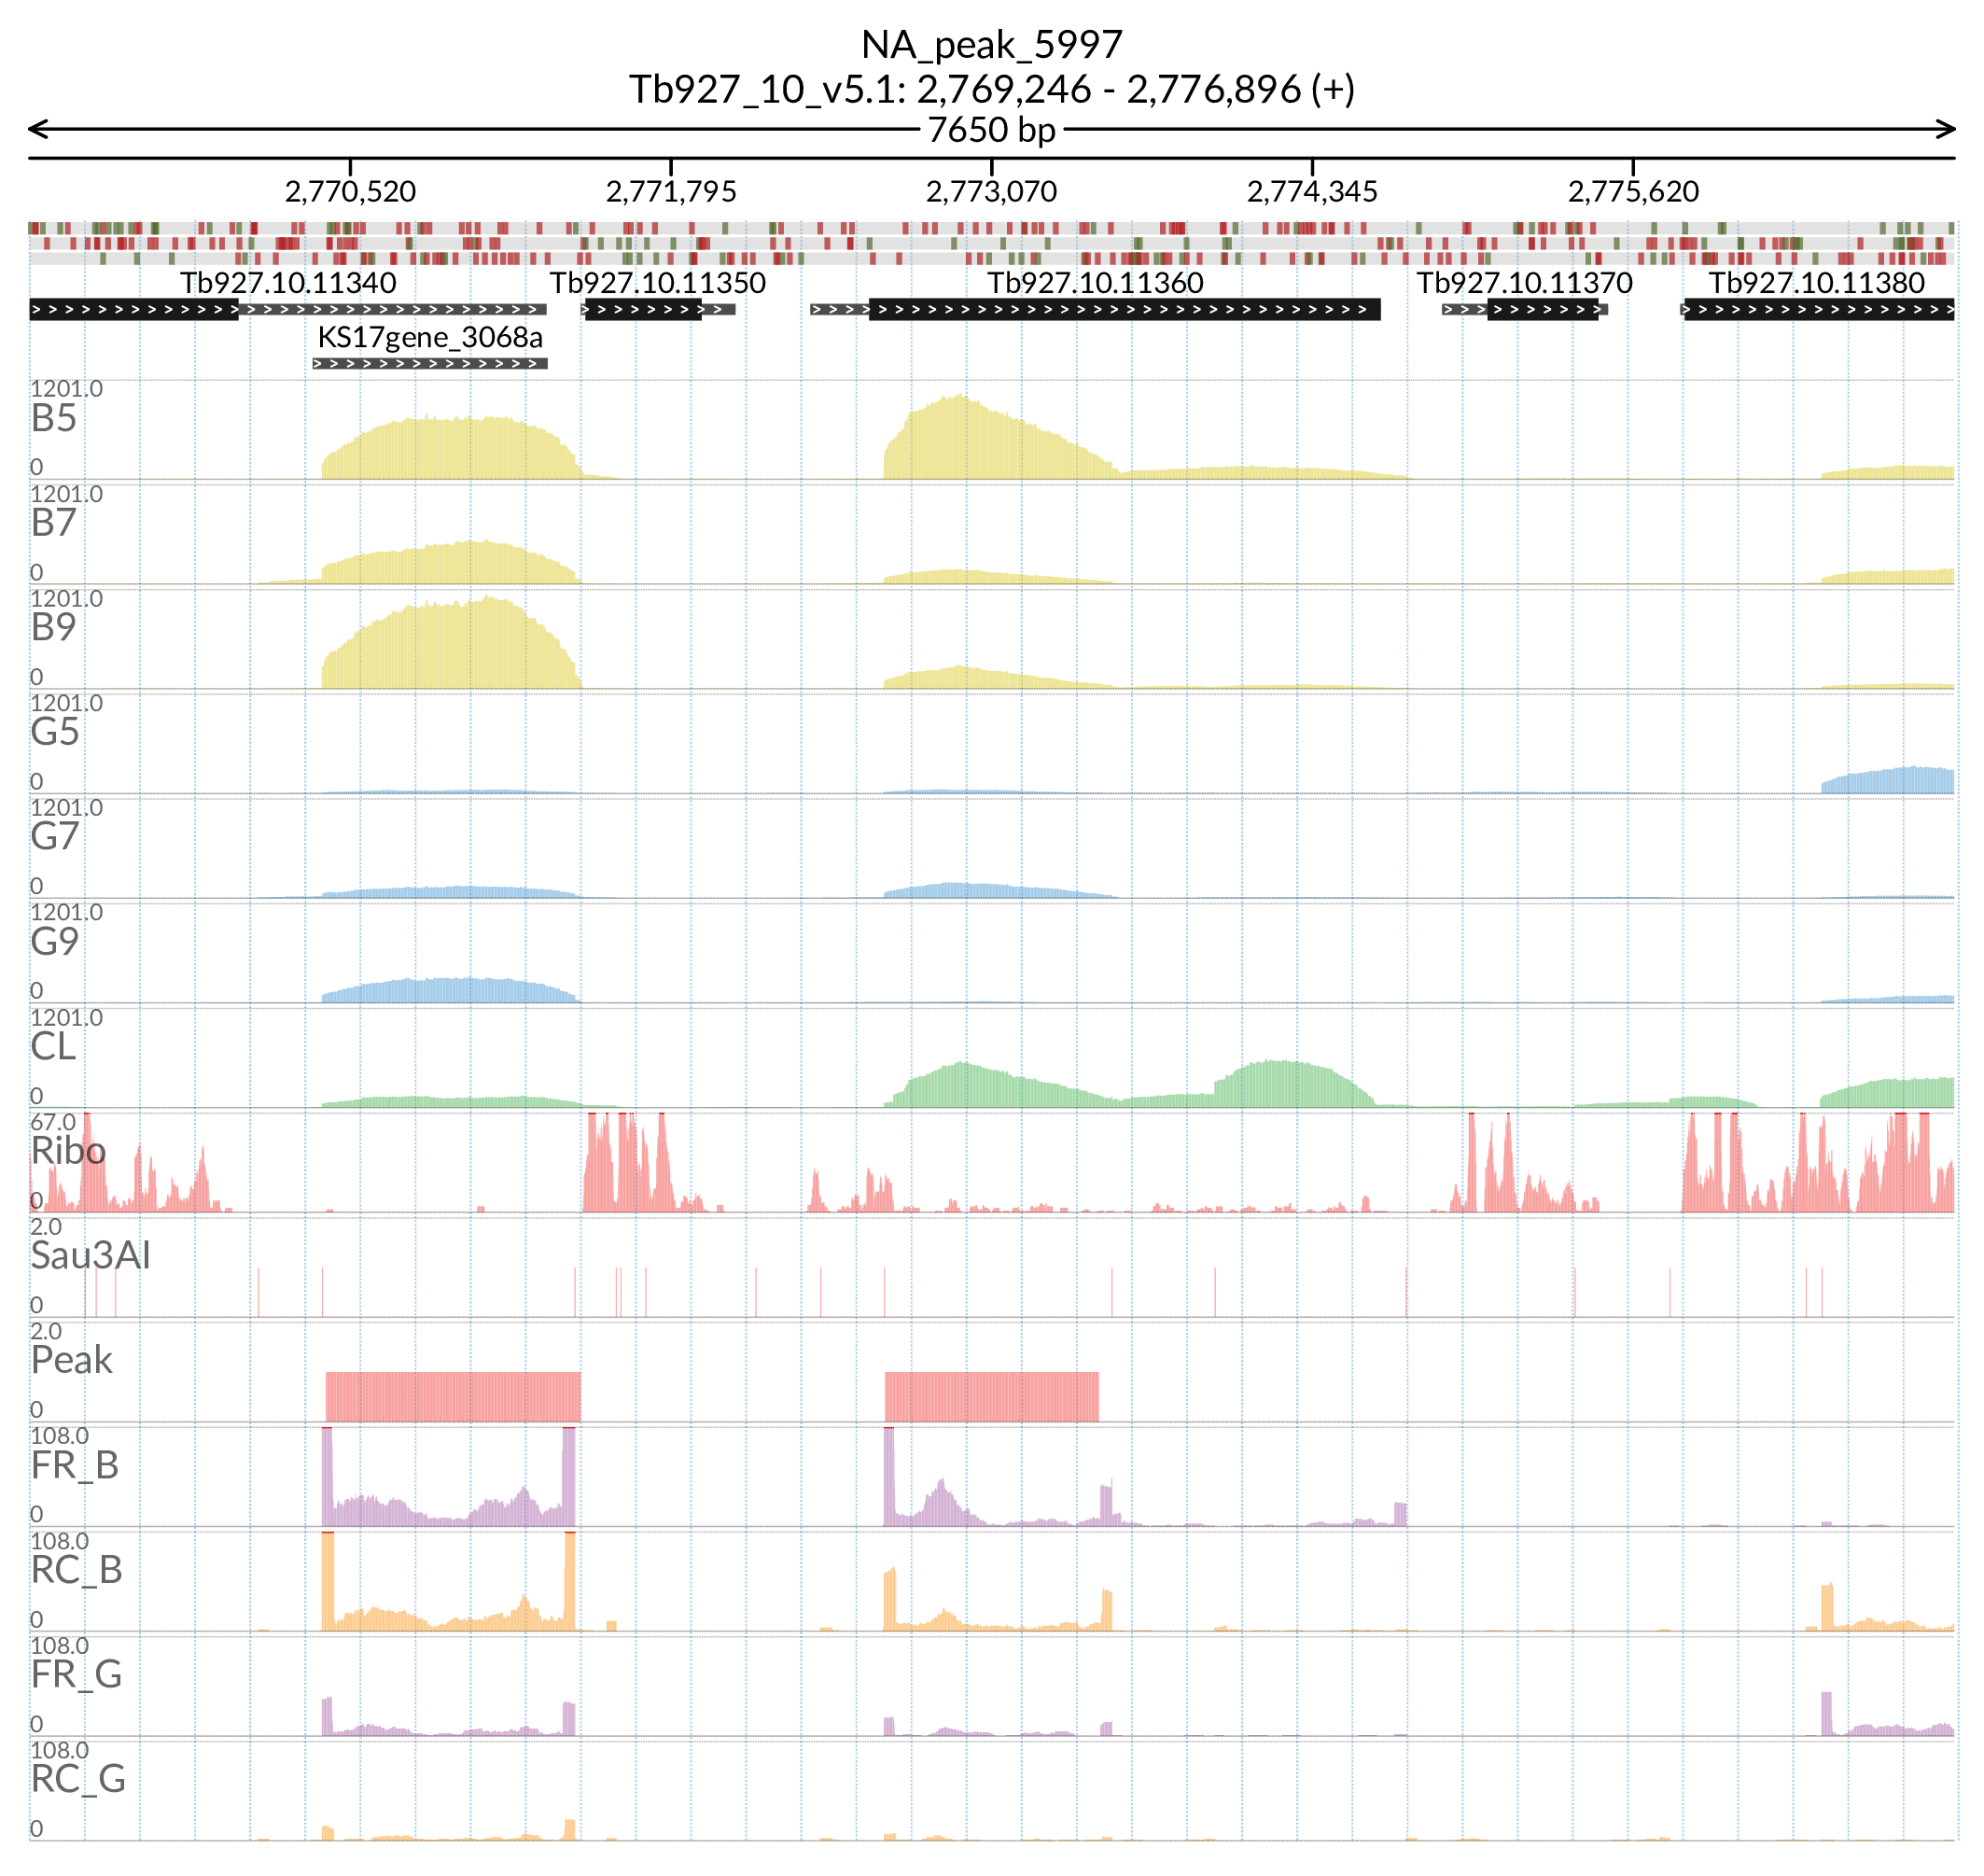 NA_peak_5997
Tb927_10_v5.1: 2,769,246 - 2,776,896 (+)
7650 bp
2,770,520 2,771,795 2,773,070 2,774,345 2,775,620
Tb927.10.11340 Tb927.10.11350 Tb927.10.11360 Tb927.10.11370 Tb927.10.11380
KS17gene_3068a
1201.0
B5
0
1201.0
B7
0
1201.0
B9
0
1201.0
G5
0
1201.0
G7
0
1201.0
G9
0
1201.0
CL
0
67.0
Ribo
0
2.0
Sau3AI
0
2.0
Peak
0
108.0
FR_B
0
108.0
RC_B
0
108.0
FR_G
0
108.0
RC_G
0